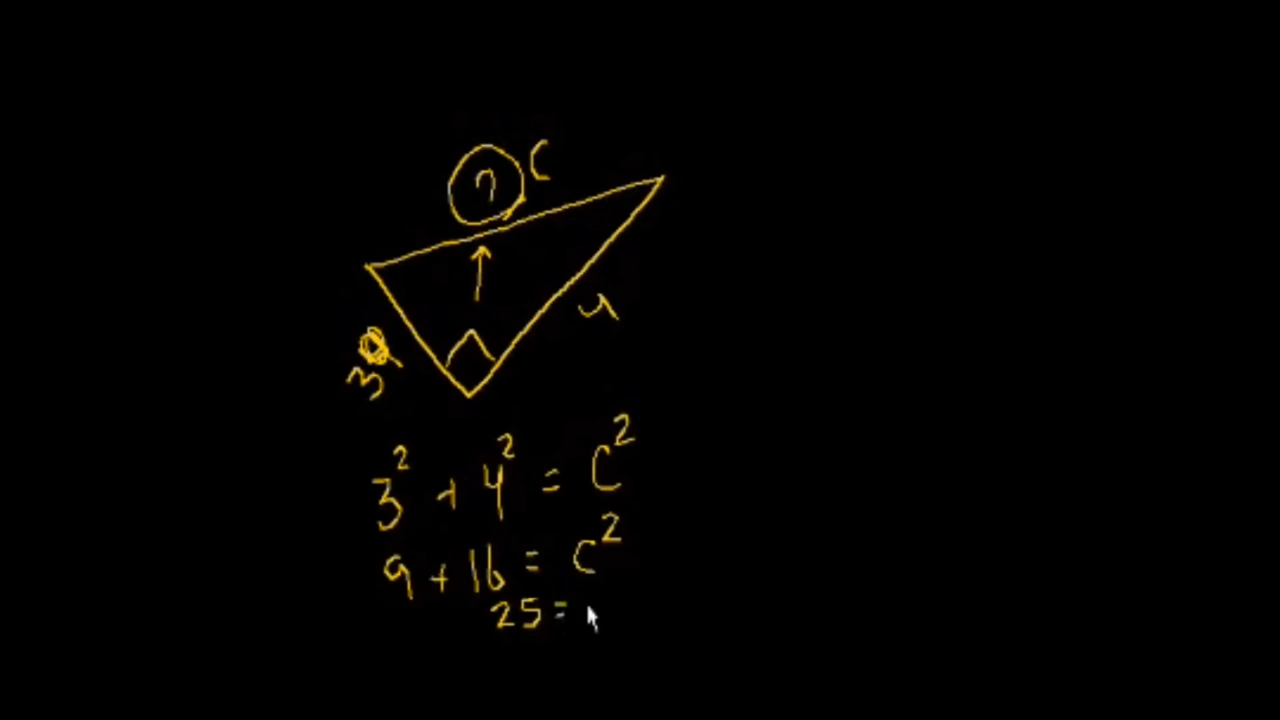 ? C
4
3
3² + 4² = C²
9 + 16 = C²
25 =